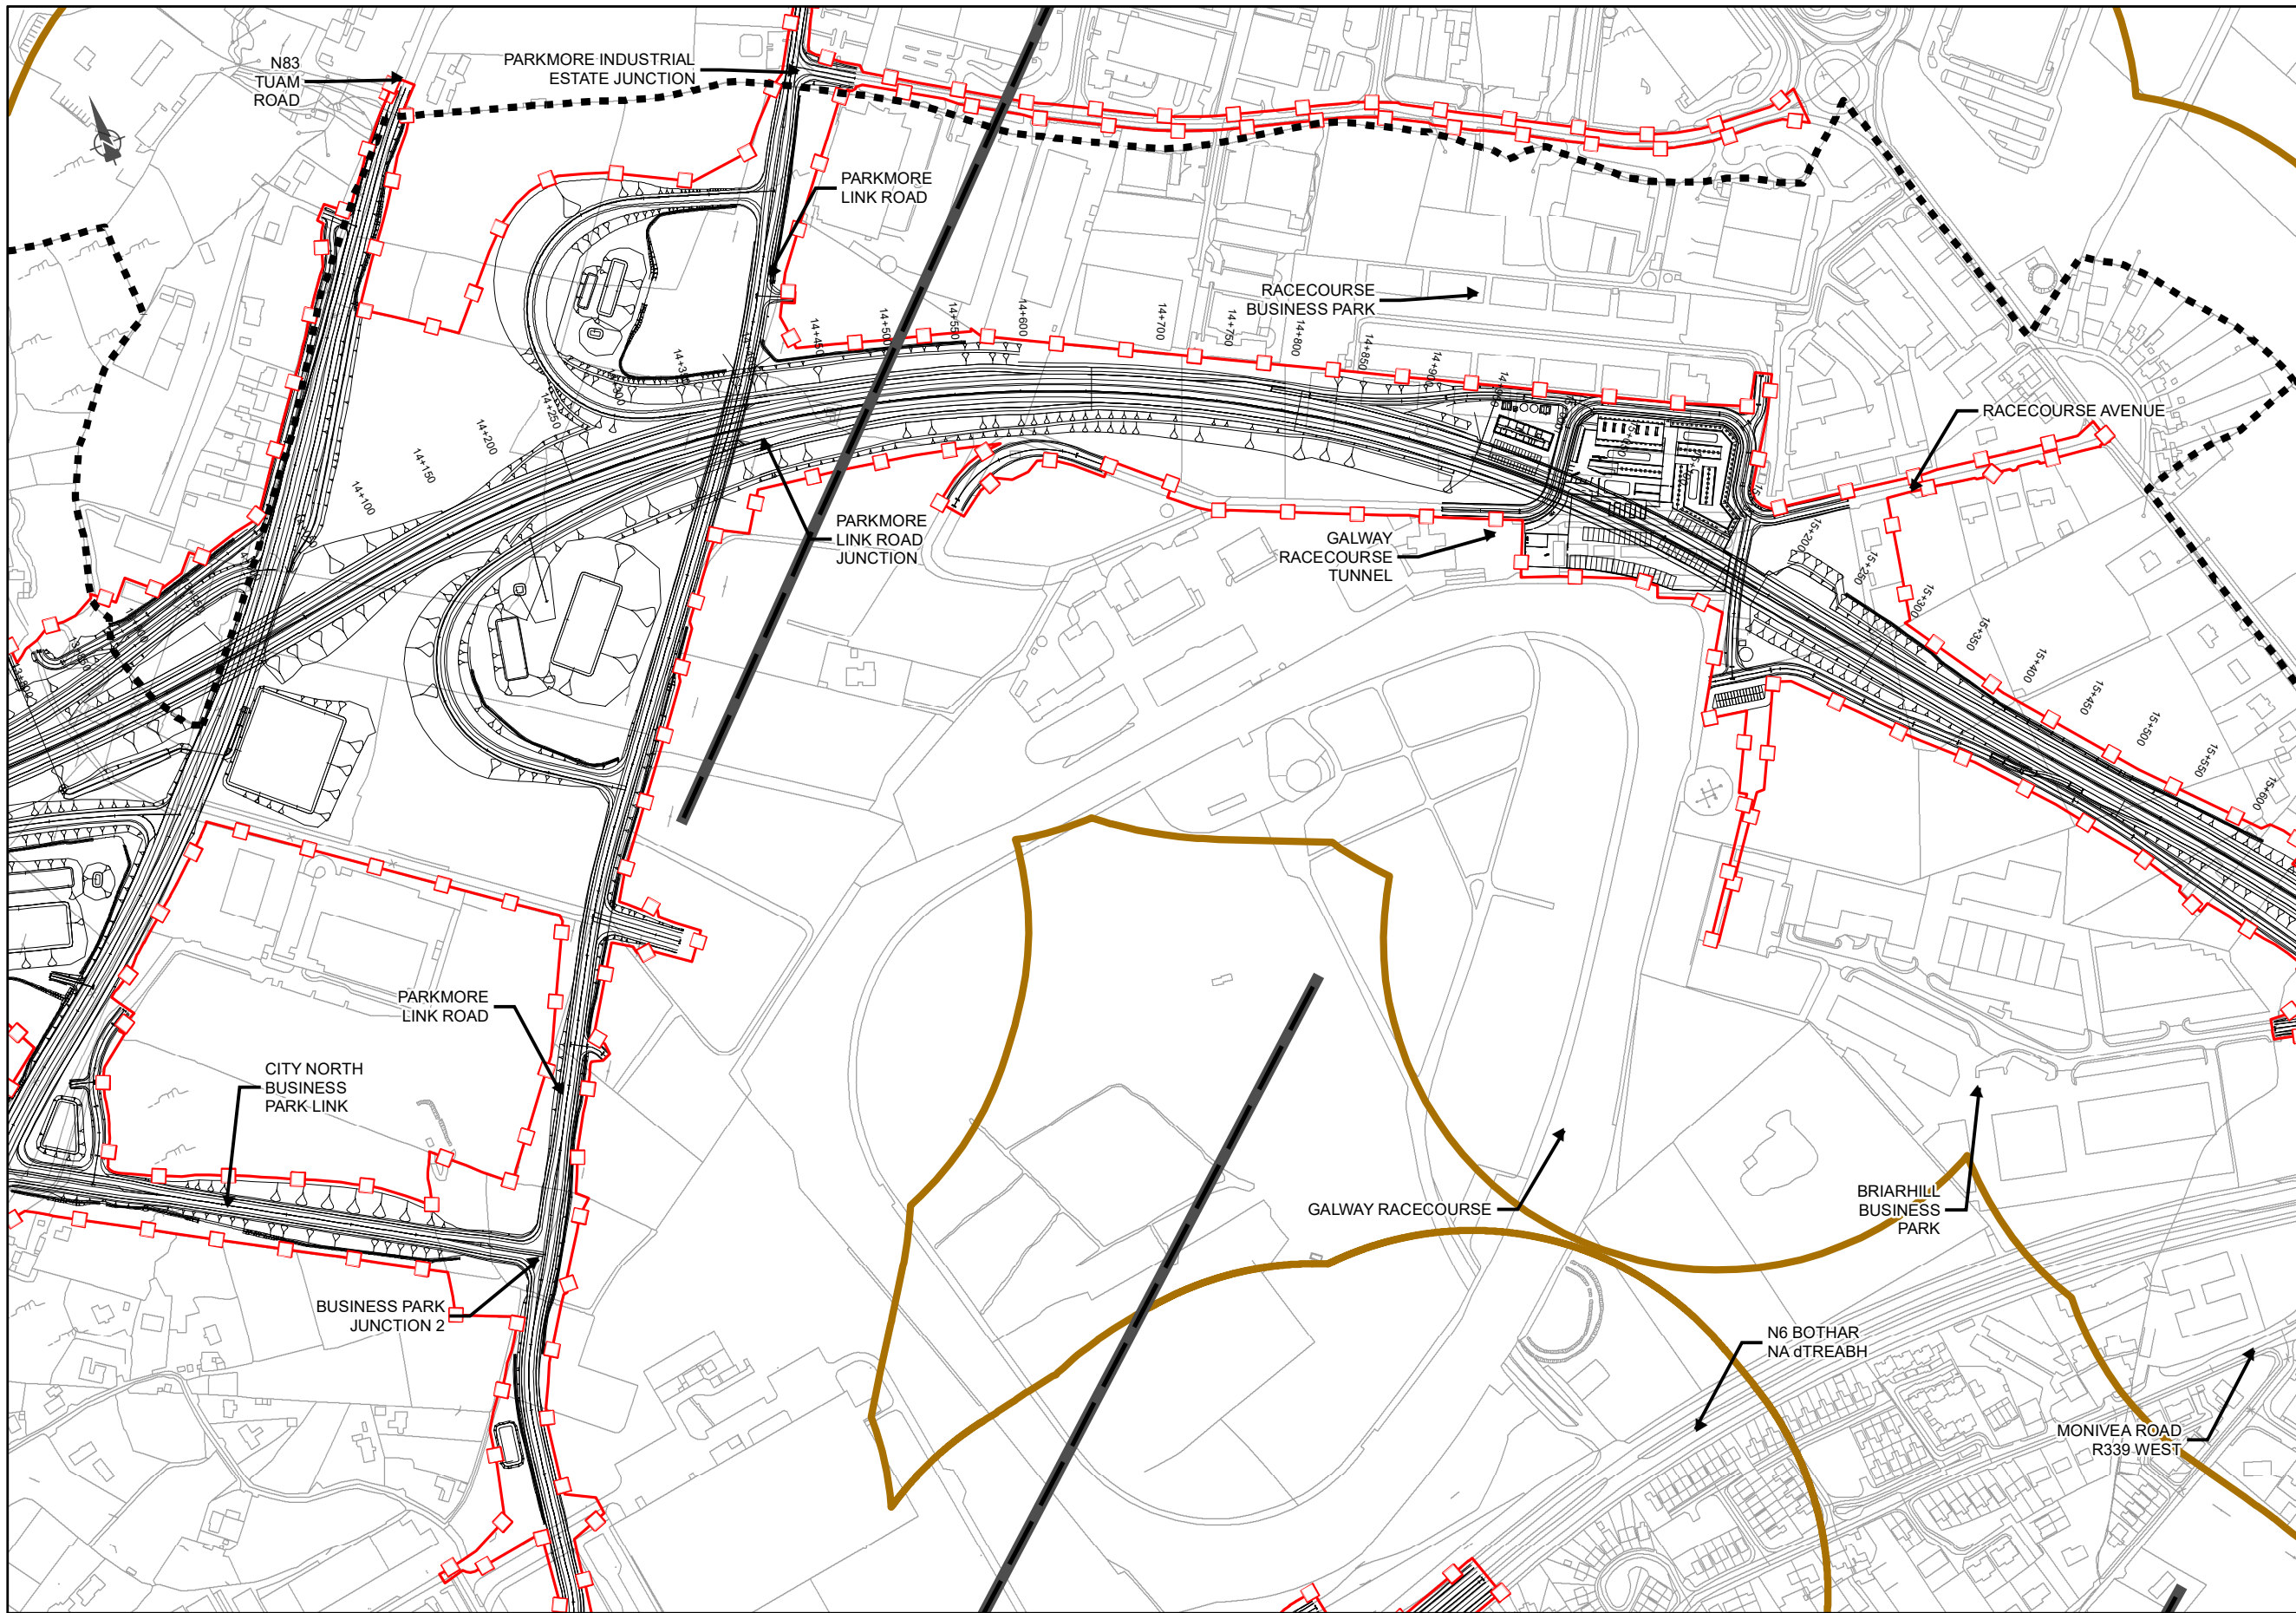 N83
TUAM
ROAD
PARKMORE INDUSTRIAL
ESTATE JUNCTION
PARKMORE
LINK ROAD
RACECOURSE
BUSINESS PARK
RACECOURSE AVENUE
PARKMORE
LINK ROAD
JUNCTION
GALWAY
RACECOURSE
TUNNEL
PARKMORE
LINK ROAD
CITY NORTH
BUSINESS
PARK LINK
BUSINESS PARK
JUNCTION 2
GALWAY RACECOURSE
BRIARHILL
BUSINESS
PARK
N6 BOTHAR
NA dTREABH
MONIVEA ROAD
R339 WEST
14+100
14+150
14+200
14+250
14+450
14+500
14+550
14+600
14+700
14+750
14+800
14+850
14+900
15+200
15+250
15+300
15+350
15+400
15+450
15+500
15+550
15+600